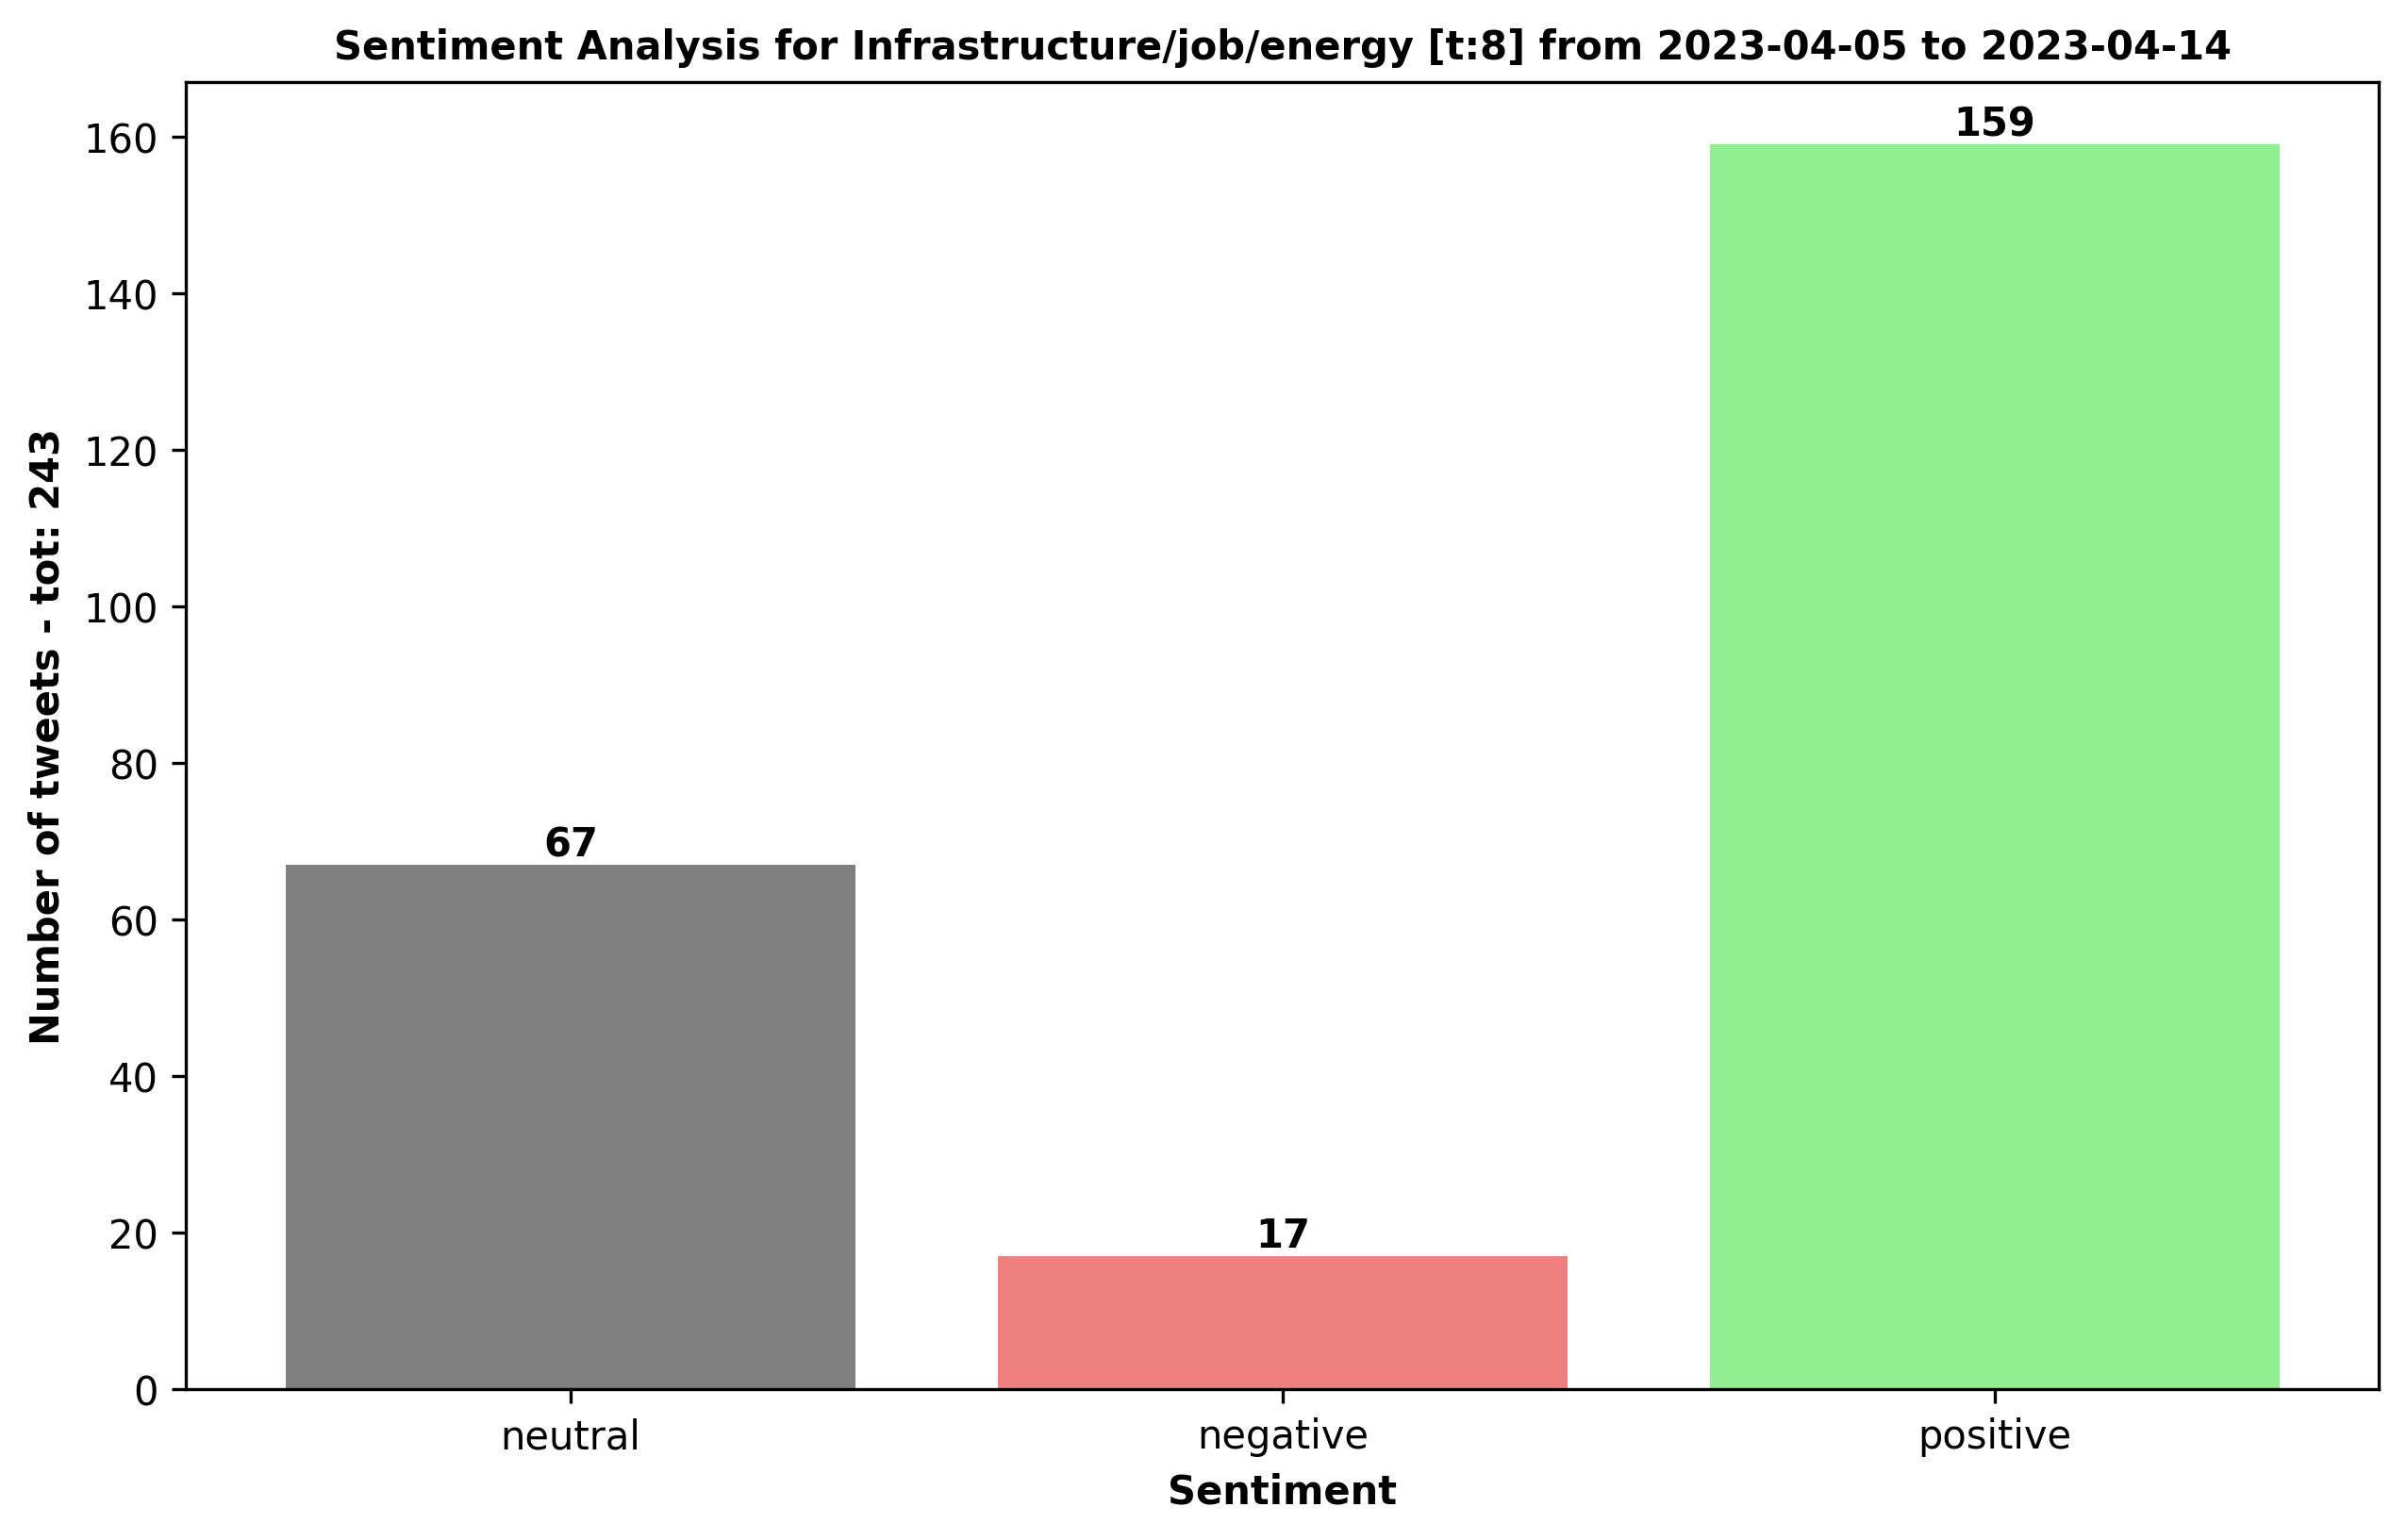 Sentiment Analysis for Infrastructure/job/energy [t:8] from 2023-04-05 to 2023-04-14
Number of tweets - tot: 243
160
140
120
100
80
60
40
20
0
67
17
159
neutral
negative
positive
Sentiment